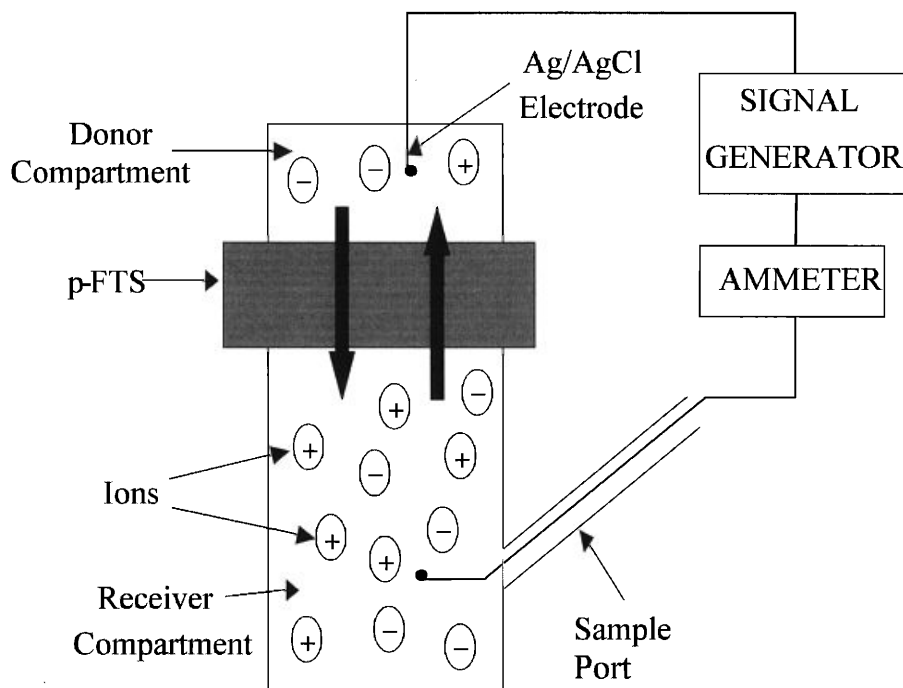 Ag/AgCl
Electrode
SIGNAL
GENERATOR
Donor
Compartment
− − +
p-FTS
AMMETER
−
+
+
+
−
Ions
+
−
+
Receiver
Compartment
+
−
−
Sample
Port